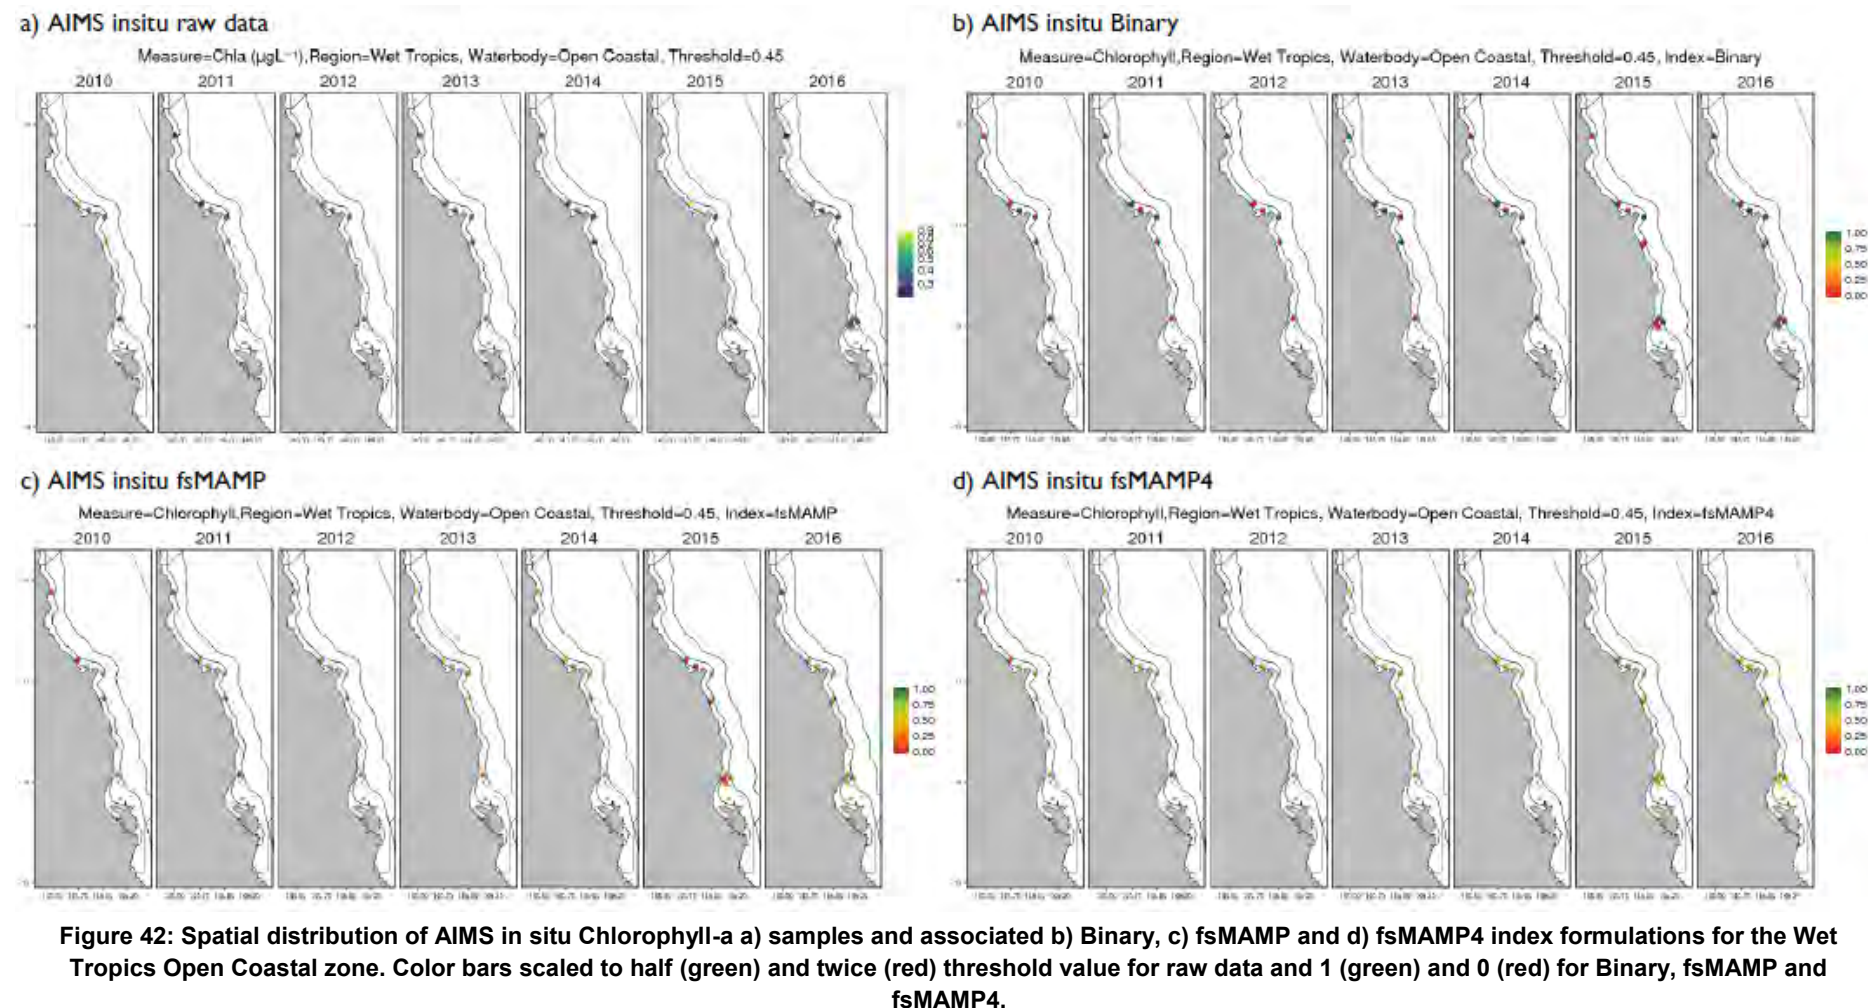 a) AIMS insitu raw data
Measure=Chla (µgL⁻¹),Region=Wet Tropics, Waterbody=Open Coastal, Threshold=0.45
2010 2011 2012 2013 2014 2015 2016
b) AIMS insitu Binary
Measure=Chlorophyll,Region=Wet Tropics, Waterbody=Open Coastal, Threshold=0.45, Index=Binary
2010 2011 2012 2013 2014 2015 2016
1.00
0.75
0.50
0.25
0.00
c) AIMS insitu fsMAMP
Measure=Chlorophyll,Region=Wet Tropics, Waterbody=Open Coastal, Threshold=0.45, Index=fsMAMP
2010 2011 2012 2013 2014 2015 2016
1.00
0.75
0.50
0.25
0.00
d) AIMS insitu fsMAMP4
Measure=Chlorophyll,Region=Wet Tropics, Waterbody=Open Coastal, Threshold=0.45, Index=fsMAMP4
2010 2011 2012 2013 2014 2015 2016
1.00
0.75
0.50
0.25
0.00
Figure 42: Spatial distribution of AIMS in situ Chlorophyll-a a) samples and associated b) Binary, c) fsMAMP and d) fsMAMP4 index formulations for the Wet
Tropics Open Coastal zone. Color bars scaled to half (green) and twice (red) threshold value for raw data and 1 (green) and 0 (red) for Binary, fsMAMP and
fsMAMP4.